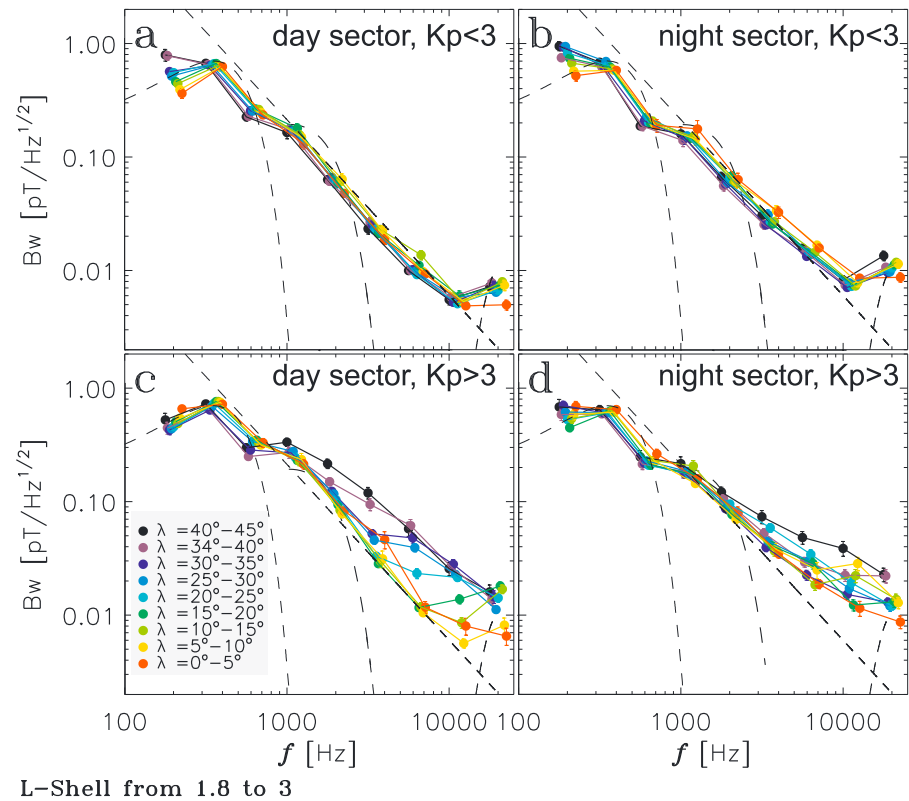 a day sector, Kp<3
b night sector, Kp<3
1.00
0.10
0.01
Bw [pT/Hz^{1/2}]
c day sector, Kp>3
d night sector, Kp>3
1.00
0.10
0.01
Bw [pT/Hz^{1/2}]
λ =40°−45°
λ =34°−40°
λ =30°−35°
λ =25°−30°
λ =20°−25°
λ =15°−20°
λ =10°−15°
λ =5°−10°
λ =0°−5°
100 1000 10000 100 1000 10000
f [Hz] f [Hz]
L−Shell from 1.8 to 3